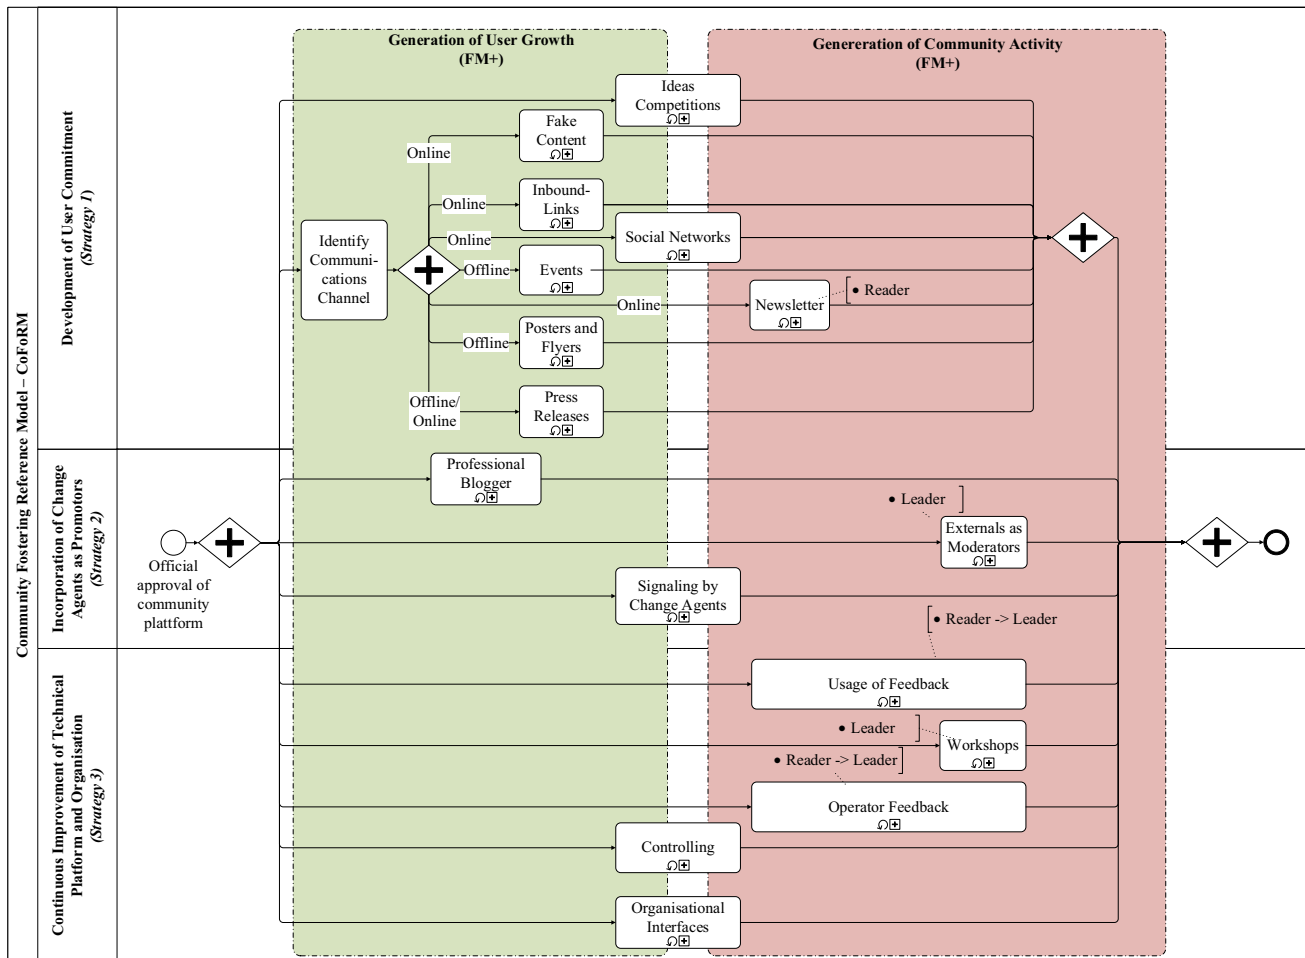 Community Fostering Reference Model – CoFoRM
Development of User Commitment
(Strategy 1)
Incorporation of Change
Agents as Promotors
(Strategy 2)
Continuous Improvement of Technical
Platform and Organisation
(Strategy 3)
Generation of User Growth
(FM+)
Genereration of Community Activity
(FM+)
Ideas
Competitions
Fake
Content
Online
Inbound-
Links
Online
Identify
Communi-
cations
Channel
Social Networks
Online
Events
Offline
Newsletter
Online
• Reader
Posters and
Flyers
Offline
Press
Releases
Offline/
Online
Professional
Blogger
• Leader
Externals as
Moderators
Official
approval of
community
plattform
Signaling by
Change Agents
• Reader -> Leader
Usage of Feedback
• Leader
Workshops
• Reader -> Leader
Operator Feedback
Controlling
Organisational
Interfaces